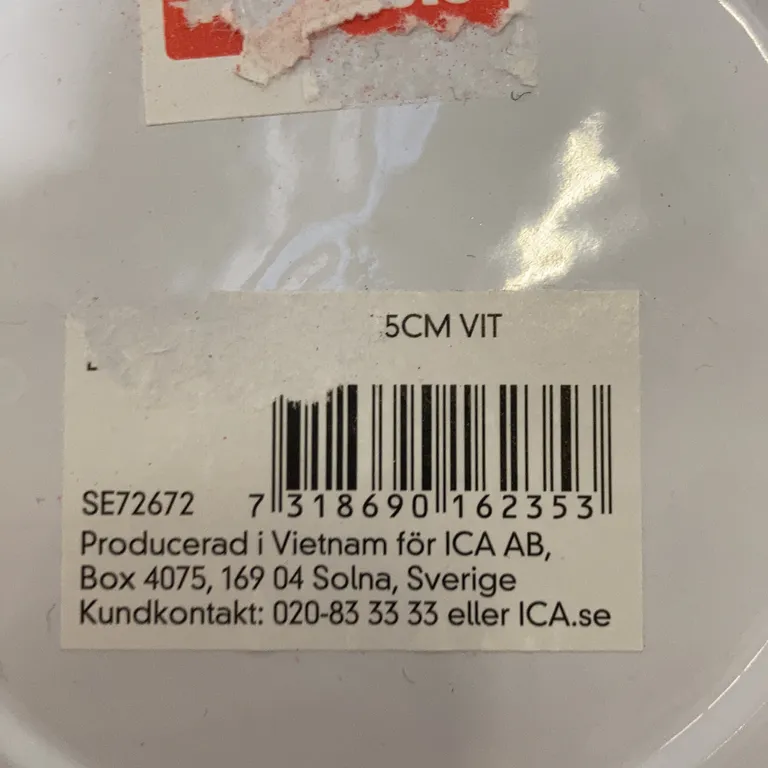 5CM VIT
SE72672
7 318690 162353
Producerad i Vietnam för ICA AB,
Box 4075, 169 04 Solna, Sverige
Kundkontakt: 020-83 33 33 eller ICA.se